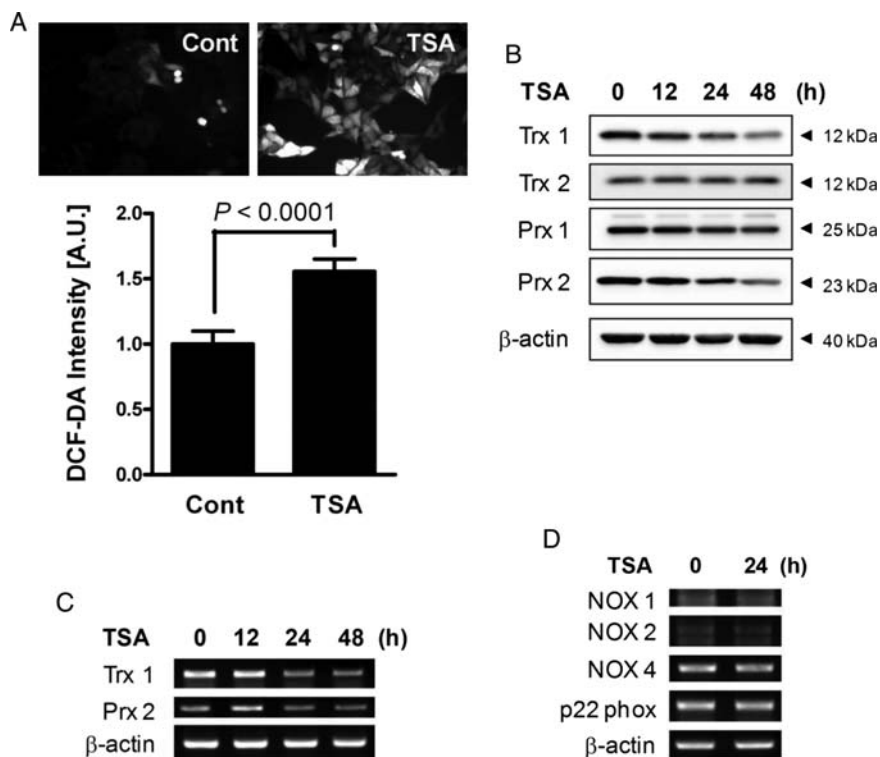 A
Cont
TSA
DCF-DA Intensity [A.U.]
2.0
1.5
1.0
0.5
0.0
P < 0.0001
Cont
TSA
B
TSA 0 12 24 48 (h)
Trx 1 ◄ 12 kDa
Trx 2 ◄ 12 kDa
Prx 1 ◄ 25 kDa
Prx 2 ◄ 23 kDa
β-actin ◄ 40 kDa
C
TSA 0 12 24 48 (h)
Trx 1
Prx 2
β-actin
D
TSA 0 24 (h)
NOX 1
NOX 2
NOX 4
p22 phox
β-actin